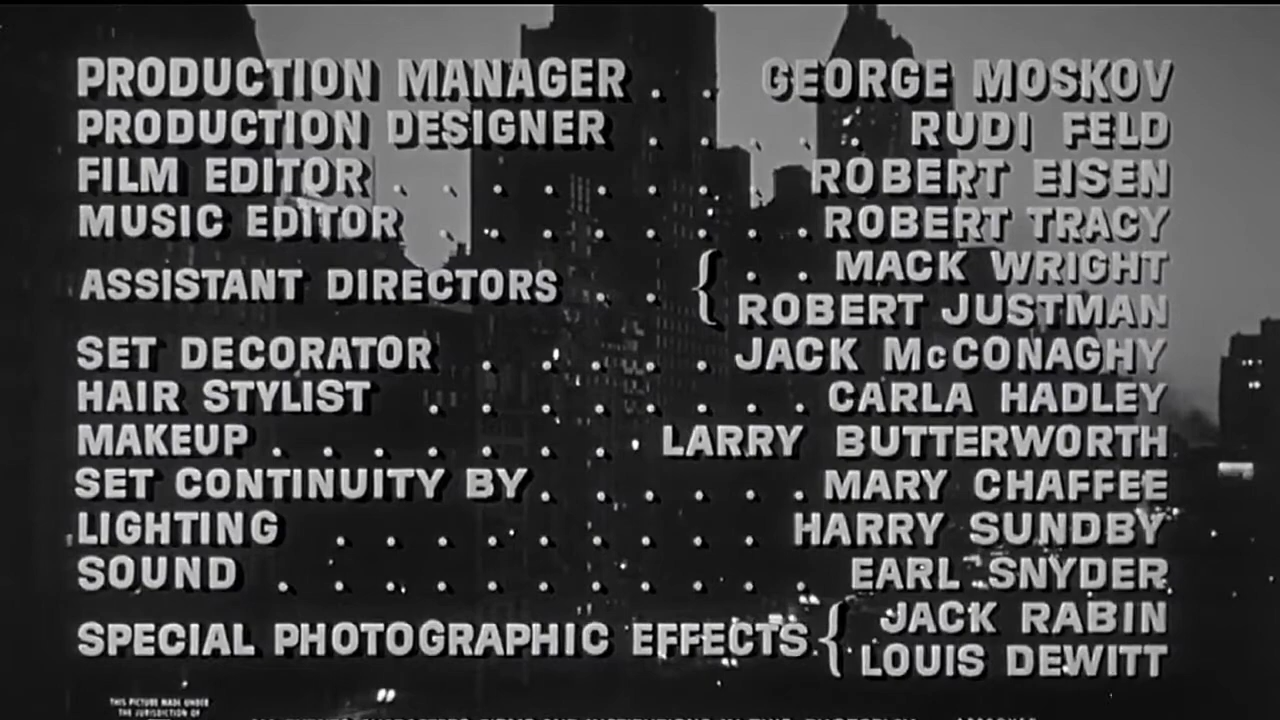 PRODUCTION MANAGER . . GEORGE MOSKOV
PRODUCTION DESIGNER . . . . . RUDI FELD
FILM EDITOR . . . . . . . . ROBERT EISEN
MUSIC EDITOR . . . . . . . . ROBERT TRACY
ASSISTANT DIRECTORS . . { . . MACK WRIGHT
ROBERT JUSTMAN
SET DECORATOR . . . . . JACK McCONAGHY
HAIR STYLIST . . . . . . . . CARLA HADLEY
MAKEUP . . . . . . . . LARRY BUTTERWORTH
SET CONTINUITY BY . . . . . . MARY CHAFFEE
LIGHTING . . . . . . . . . HARRY SUNDBY
SOUND . . . . . . . . . . . EARL SNYDER
SPECIAL PHOTOGRAPHIC EFFECTS . { JACK RABIN
LOUIS DEWITT
THIS PICTURE MADE UNDER
THE JURISDICTION OF